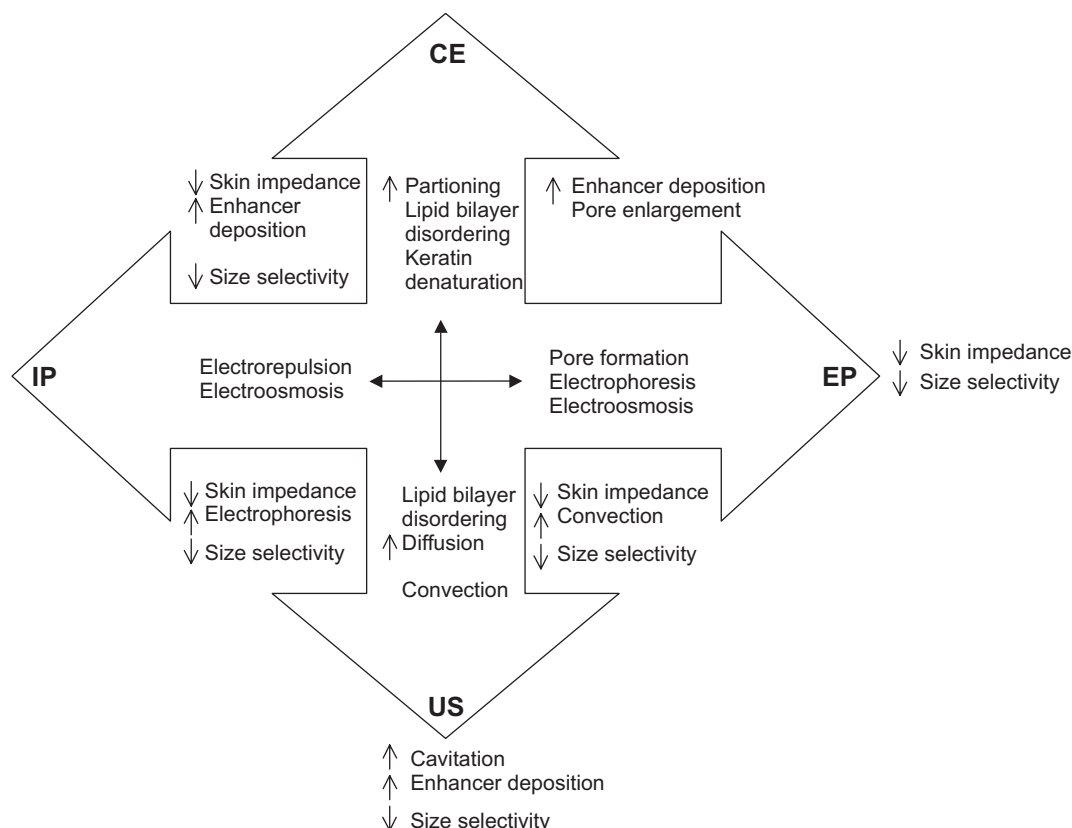 CE
↓ Skin impedance
↑ Enhancer
deposition
↓ Size selectivity
↑ Partioning
Lipid bilayer
disordering
Keratin
denaturation
↑ Enhancer deposition
Pore enlargement
IP
Electrorepulsion
Electroosmosis
Pore formation
Electrophoresis
Electroosmosis
EP
↓ Skin impedance
↓ Size selectivity
↓ Skin impedance
↑ Electrophoresis
↓ Size selectivity
Lipid bilayer
disordering
↑ Diffusion
Convection
↓ Skin impedance
↑ Convection
↓ Size selectivity
US
↑ Cavitation
↑ Enhancer deposition
↓ Size selectivity